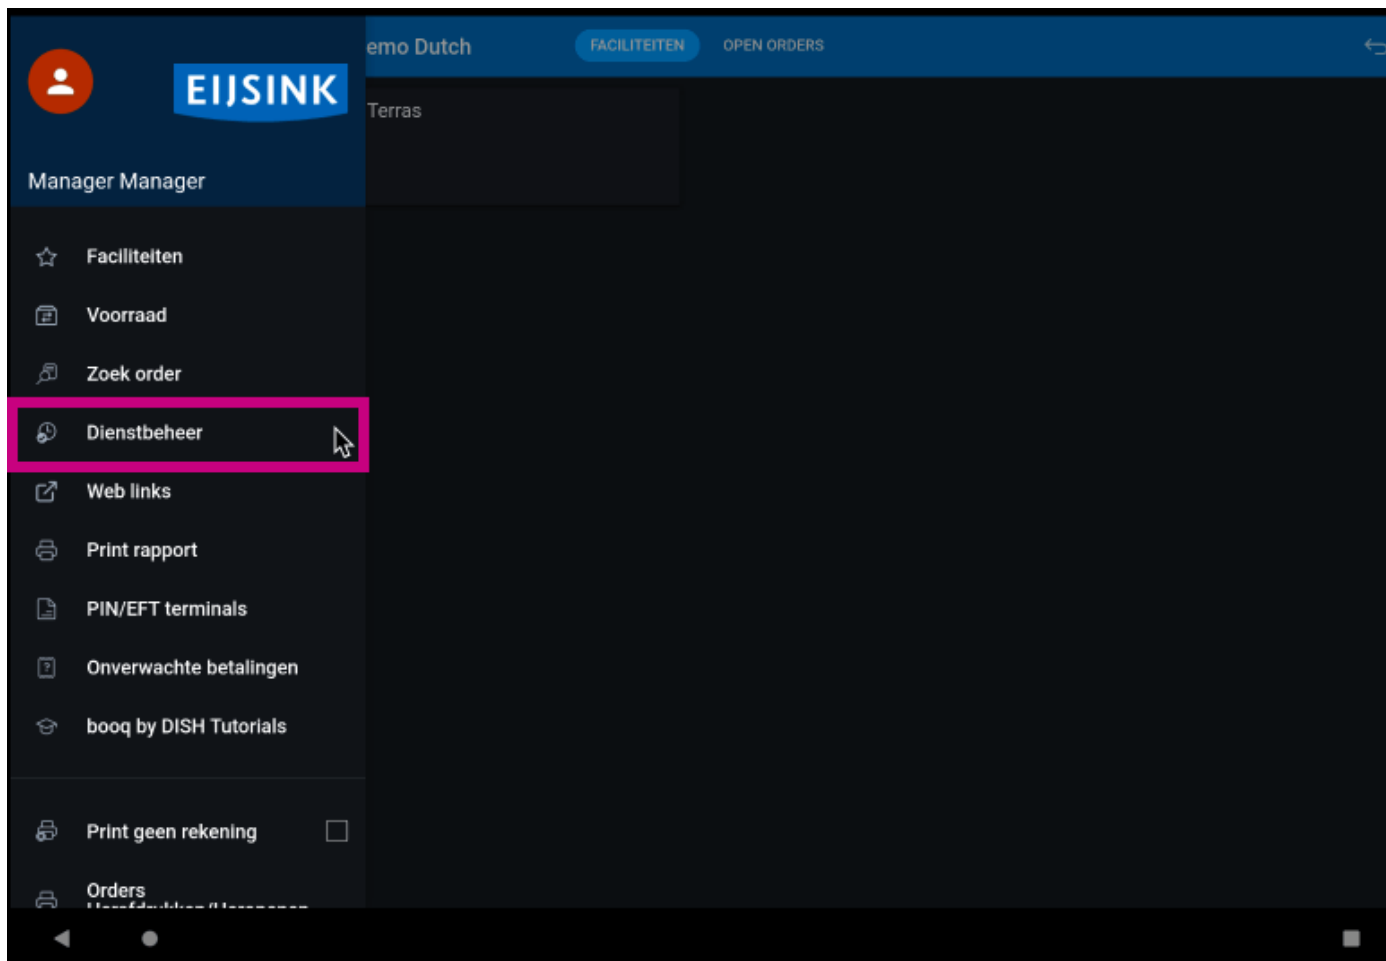 emo Dutch
FACILITEITEN
OPEN ORDERS
EIJSINK
Terras
Manager Manager
Faciliteiten
Voorraad
Zoek order
Dienstbeheer
Web links
Print rapport
PIN/EFT terminals
Onverwachte betalingen
booq by DISH Tutorials
Print geen rekening
Orders